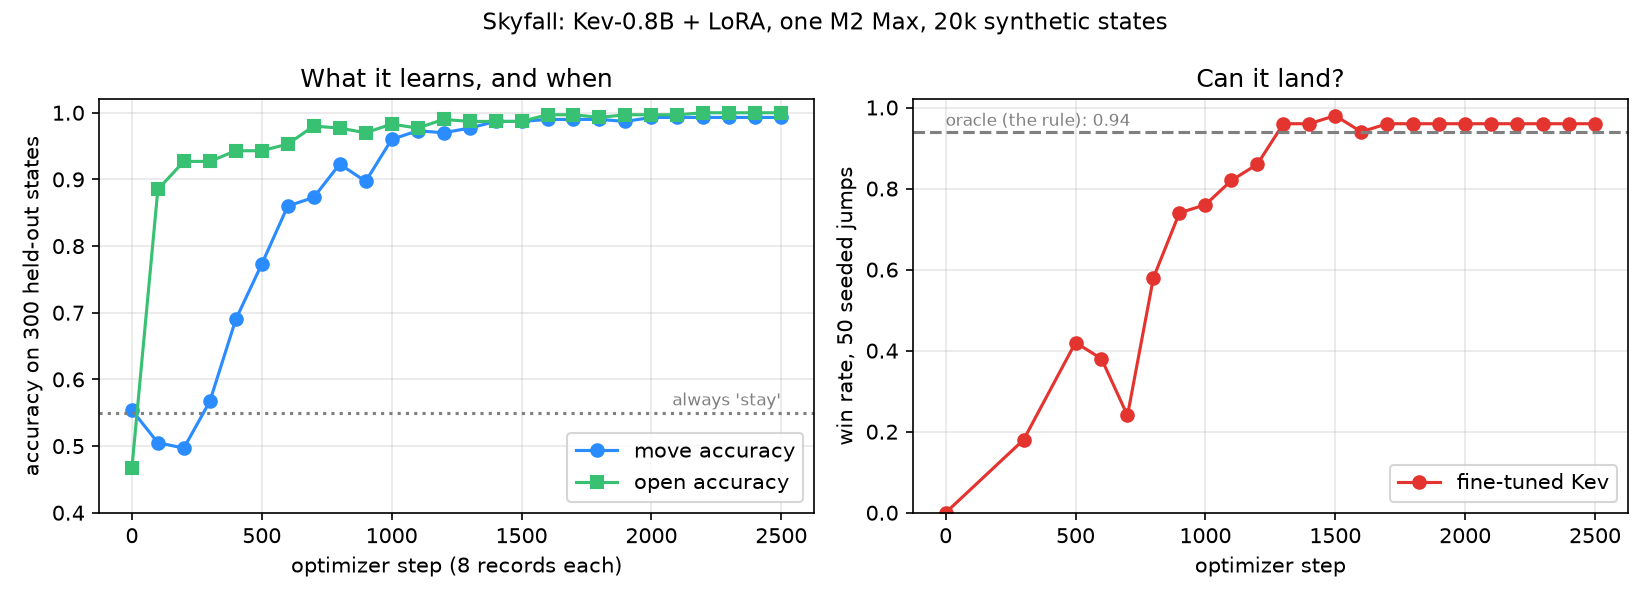 Skyfall: Kev-0.8B + LoRA, one M2 Max, 20k synthetic states
What it learns, and when
accuracy on 300 held-out states
1.0
0.9
0.8
0.7
0.6
0.5
0.4
always 'stay'
move accuracy
open accuracy
0
500
1000
1500
2000
2500
optimizer step (8 records each)
Can it land?
win rate, 50 seeded jumps
1.0
0.8
0.6
0.4
0.2
0.0
oracle (the rule): 0.94
fine-tuned Kev
0
500
1000
1500
2000
2500
optimizer step